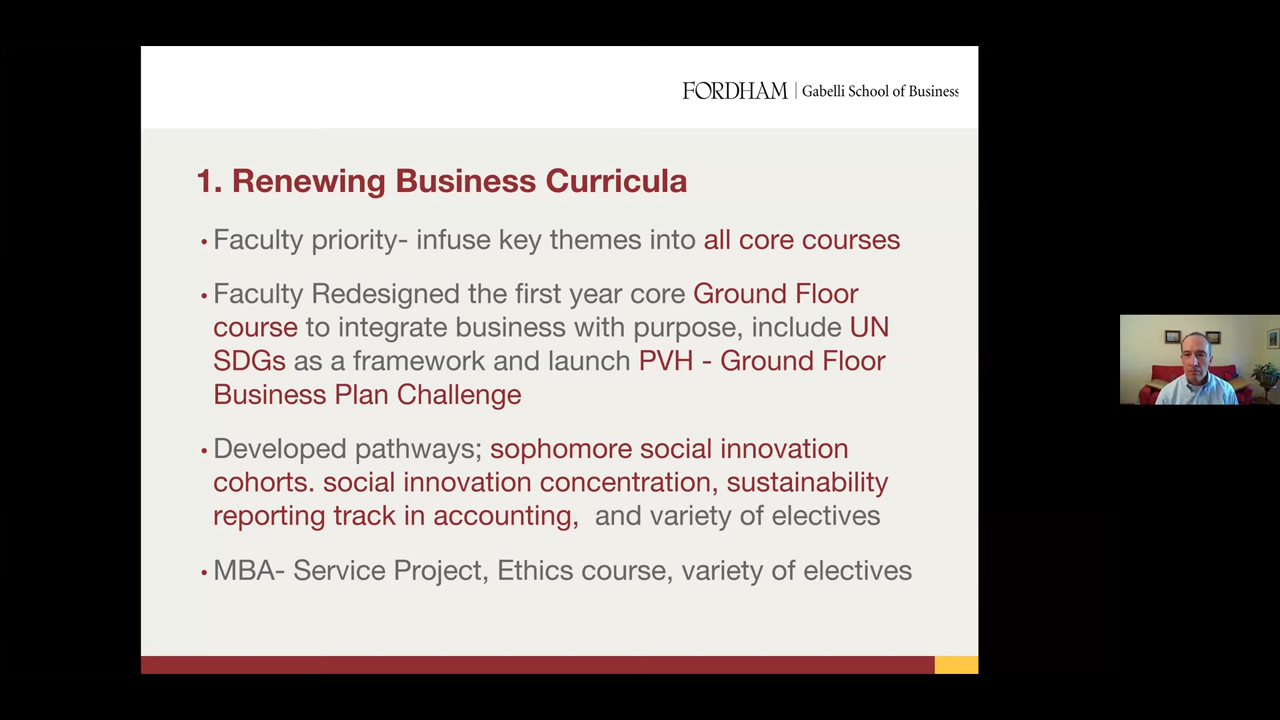 FORDHAM | Gabelli School of Business
1. Renewing Business Curricula
• Faculty priority- infuse key themes into all core courses
• Faculty Redesigned the first year core Ground Floor
course to integrate business with purpose, include UN
SDGs as a framework and launch PVH - Ground Floor
Business Plan Challenge
• Developed pathways; sophomore social innovation
cohorts. social innovation concentration, sustainability
reporting track in accounting, and variety of electives
• MBA- Service Project, Ethics course, variety of electives